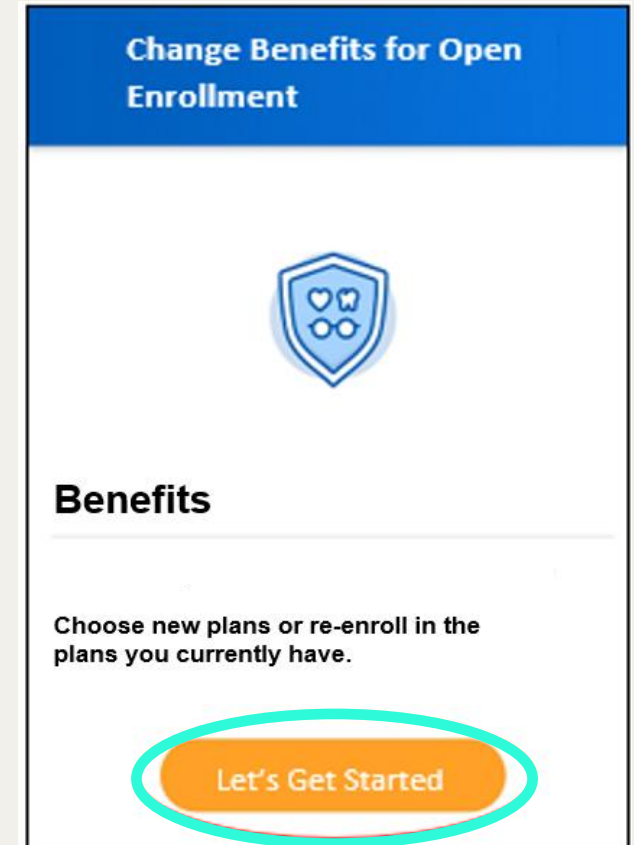 Change Benefits for Open
Enrollment
Benefits
Choose new plans or re-enroll in the
plans you currently have.
Let's Get Started